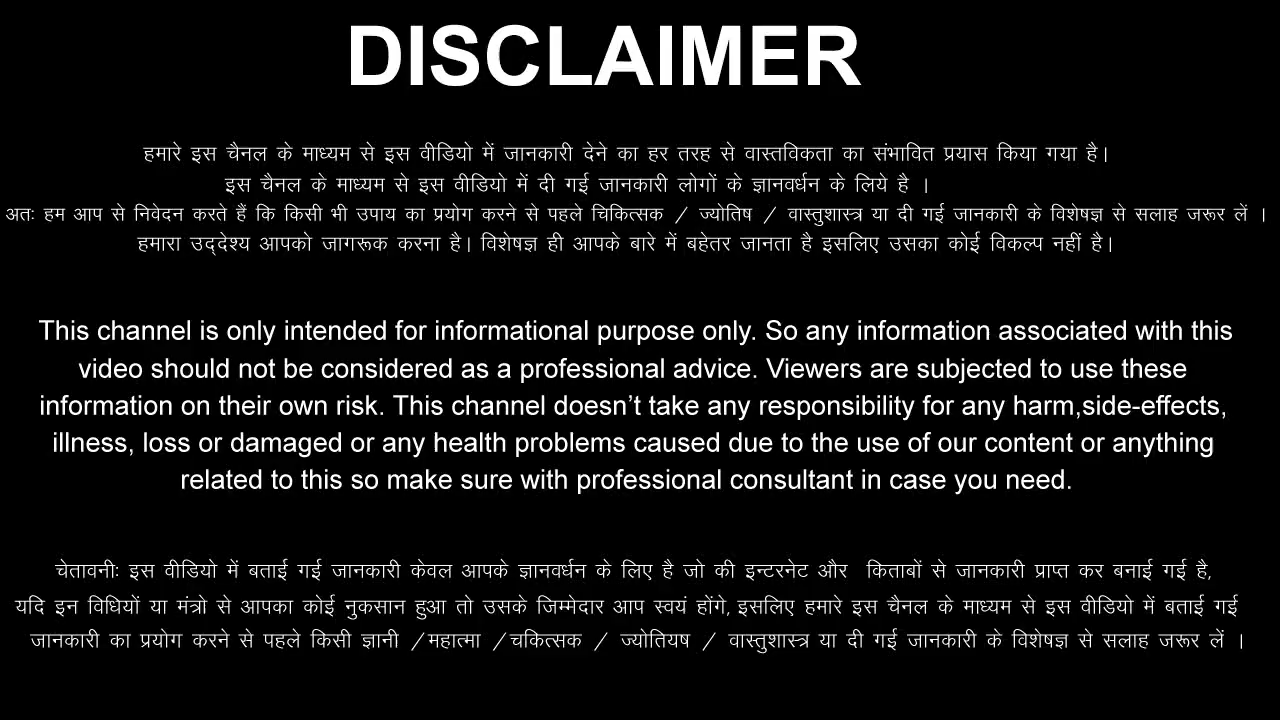 DISCLAIMER
हमारे इस चैनल के माध्यम से इस वीडियो में जानकारी देने का हर तरह से वास्तविकता का संभावित प्रयास किया गया है।
इस चैनल के माध्यम से इस वीडियो में दी गई जानकारी लोगों के ज्ञानवर्धन के लिये है ।
अतः हम आप से निवेदन करते हैं कि किसी भी उपाय का प्रयोग करने से पहले चिकित्सक / ज्योतिष / वास्तुशास्त्र या दी गई जानकारी के विशेषज्ञ से सलाह जरूर लें ।
हमारा उद्देश्य आपको जागरूक करना है। विशेषज्ञ ही आपके बारे में बहेतर जानता है इसलिए उसका कोई विकल्प नहीं है।
This channel is only intended for informational purpose only. So any information associated with this
video should not be considered as a professional advice. Viewers are subjected to use these
information on their own risk. This channel doesn’t take any responsibility for any harm,side-effects,
illness, loss or damaged or any health problems caused due to the use of our content or anything
related to this so make sure with professional consultant in case you need.
चेतावनीः इस वीडियो में बताई गई जानकारी केवल आपके ज्ञानवर्धन के लिए है जो की इन्टरनेट और किताबों से जानकारी प्राप्त कर बनाई गई है,
यदि इन विधियों या मंत्रो से आपका कोई नुकसान हुआ तो उसके जिम्मेदार आप स्वयं होंगे, इसलिए हमारे इस चैनल के माध्यम से इस वीडियो में बताई गई
जानकारी का प्रयोग करने से पहले किसी ज्ञानी /महात्मा /चकित्सक / ज्योतियष / वास्तुशास्त्र या दी गई जानकारी के विशेषज्ञ से सलाह जरूर लें ।